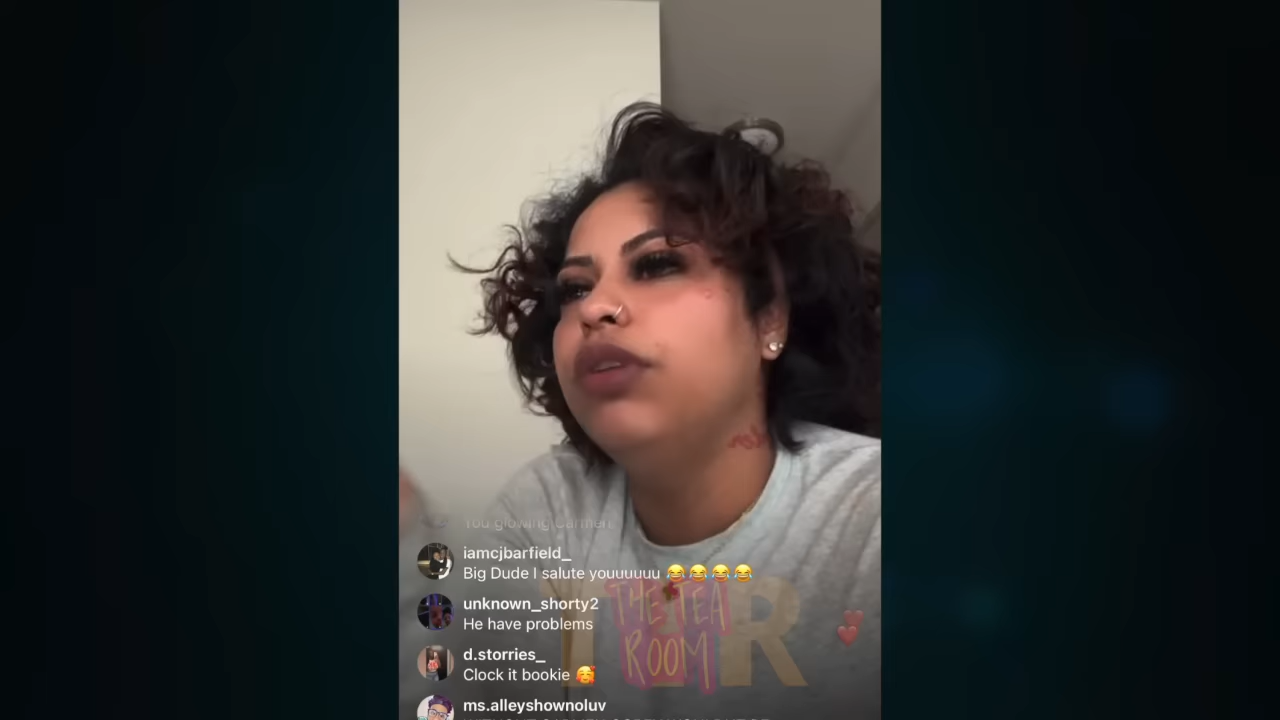 You glowing Carmen
iamcjbarfield_
Big Dude I salute youuuuuu 😂😂😂😂
unknown_shorty2
He have problems
d.storries_
Clock it bookie 🥰
ms.alleyshownoluv
THE TEA
ROOM